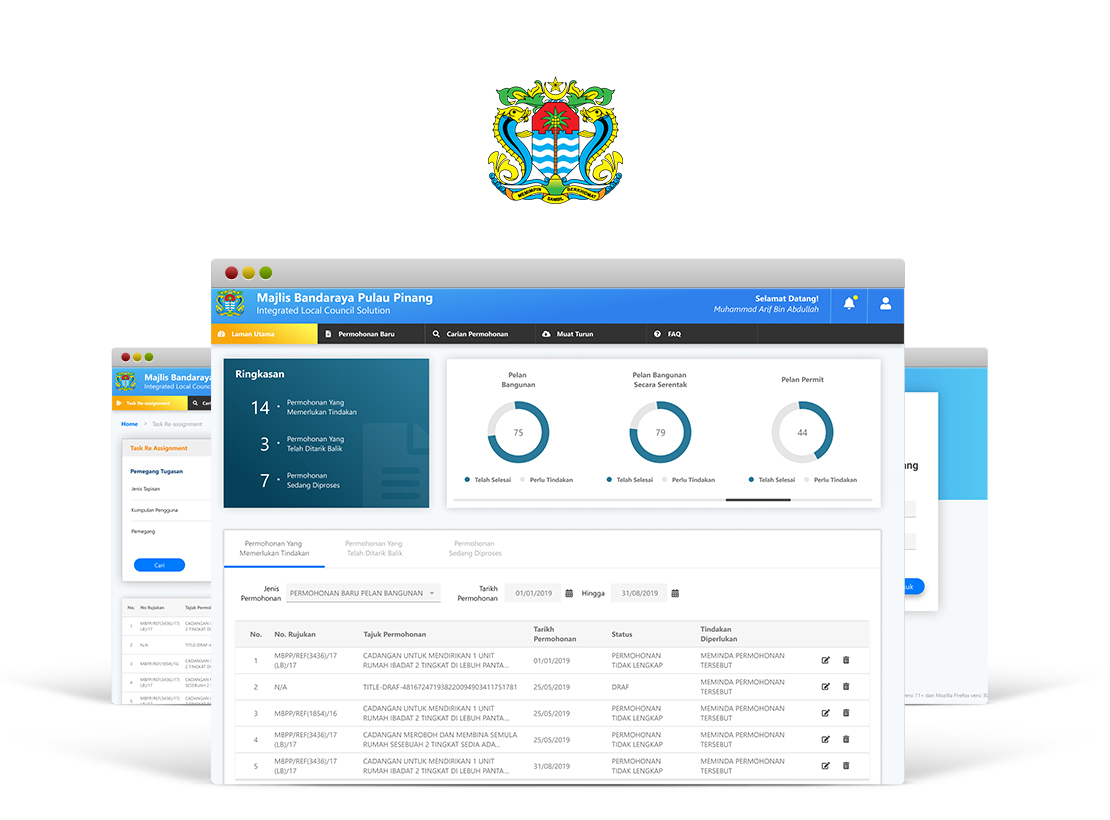 MEMIMPIN SAMBIL BERKHIDMAT
Majlis Bandaraya Pulau Pinang
Integrated Local Council Solution
Selamat Datang!
Muhammad Arif Bin Abdullah
Laman Utama
Permohonan Baru
Carian Permohonan
Muat Turun
FAQ
Ringkasan
14 Permohonan Yang
Memerlukan Tindakan
3 Permohonan Yang
Telah Ditarik Balik
7 Permohonan
Sedang Diproses
Pelan
Bangunan
75
Telah Selesai Perlu Tindakan
Pelan Bangunan
Secara Serentak
79
Telah Selesai Perlu Tindakan
Pelan Permit
44
Telah Selesai Perlu Tindakan
Permohonan Yang
Memerlukan Tindakan
Permohonan Yang
Telah Ditarik Balik
Permohonan
Sedang Diproses
Jenis
Permohonan
PERMOHONAN BARU PELAN BANGUNAN
Tarikh
Permohonan
01/01/2019
Hingga
31/08/2019
No. No. Rujukan Tajuk Permohonan Tarikh
Permohonan Status Tindakan
Diperlukan
1 MBPP/REF(3436)/17
(LB)/17
CADANGAN UNTUK MENDIRIKAN 1 UNIT
RUMAH IBADAT 2 TINGKAT DI LEBUH PANTA...
01/01/2019
PERMOHONAN
TIDAK LENGKAP
MEMINDA PERMOHONAN
TERSEBUT
2 N/A
TITLE-DRAF-4816724719382200949034117517​81
25/05/2019
DRAF
MEMINDA PERMOHONAN
TERSEBUT
3 MBPP/REF(1854)/16
CADANGAN UNTUK MENDIRIKAN 1 UNIT
RUMAH IBADAT 2 TINGKAT DI LEBUH PANTA...
25/05/2019
PERMOHONAN
TIDAK LENGKAP
MEMINDA PERMOHONAN
TERSEBUT
4 MBPP/REF(3436)/17
(LB)/17
CADANGAN MEROBOH DAN MEMBINA SEMULA
RUMAH SESEBUAH 2 TINGKAT SEDIA ADA...
25/05/2019
PERMOHONAN
TIDAK LENGKAP
MEMINDA PERMOHONAN
TERSEBUT
5 MBPP/REF(3436)/17
(LB)/17
CADANGAN UNTUK MENDIRIKAN 1 UNIT
RUMAH IBADAT 2 TINGKAT DI LEBUH PANTA...
31/08/2019
PERMOHONAN
TIDAK LENGKAP
MEMINDA PERMOHONAN
TERSEBUT
Majlis Bandaraya
Integrated Local Counc
Task Re-assignment
Cari
Home > Task Re-assignment
Task Re Assignment
Pemegang Tugasan
Jenis Tapisan
Kumpulan Pengguna
Pemegang
Cari
No. No Rujukan Tajuk Permo
1 MBPP/REF(3436)/17)
(LB)/17
CADANGAN
2 TINGKAT D
2 N/A TITLE-DRAF-4
3 MBPP/REF(1854)/16 CADANGAN
2 TINGKAT D
4 MBPP/REF(3436)/17
(LB)/17
CADANGAN
SESEBUAH 2
5 MBPP/REF(3436)/17) CADANGAN
ang
uk
ersi 11+ dan Mozilla Firefox versi 30